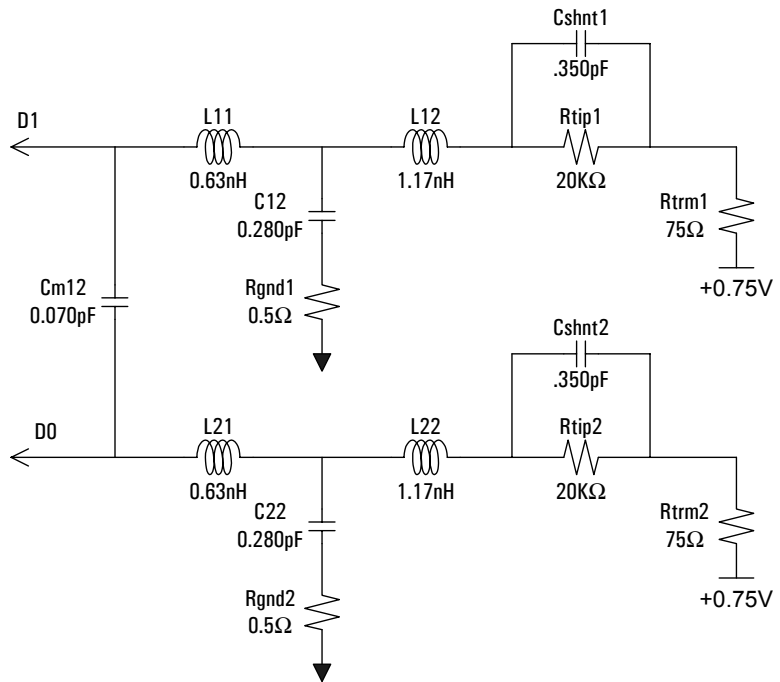 Cshnt1
.350pF
D1
L11
L12
Rtip1
0.63nH
1.17nH
20KΩ
C12
0.280pF
Rtrm1
75Ω
Cm12
0.070pF
Rgnd1
0.5Ω
+0.75V
Cshnt2
.350pF
D0
L21
L22
Rtip2
0.63nH
1.17nH
20KΩ
C22
0.280pF
Rtrm2
75Ω
Rgnd2
0.5Ω
+0.75V